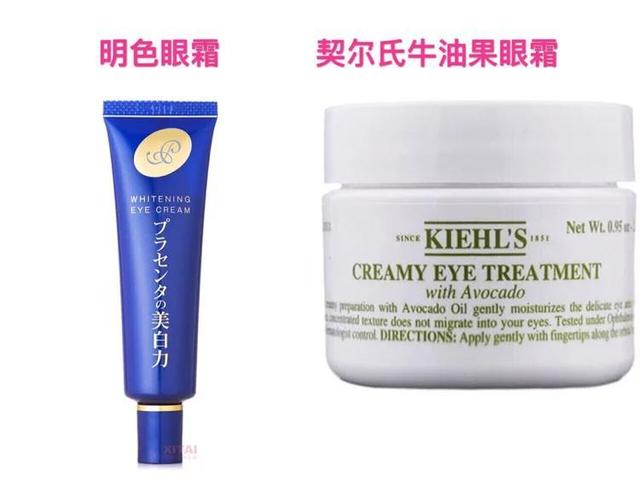 明色眼霜
契尔氏牛油果眼霜
WHITENING
EYE CREAM
プラセンタの美白力
XITAI
SINCE KIEHL'S 1851
Net Wt. 0.95 oz
CREAMY EYE TREATMENT
with Avocado
preparation with Avocado Oil gently moisturizes the delicate eye
concentrated texture does not migrate into your eyes. Tested under
control. DIRECTIONS: Apply gently with fingertips along the